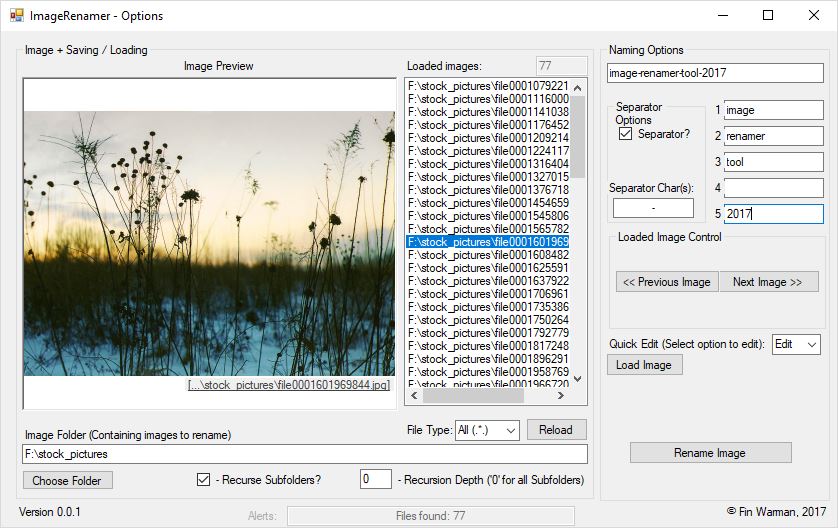 ImageRenamer - Options
Image + Saving / Loading
Image Preview
Loaded images:
77
F:\stock_pictures\file0001079221
F:\stock_pictures\file0001116000
F:\stock_pictures\file0001141038
F:\stock_pictures\file0001176452
F:\stock_pictures\file0001209214
F:\stock_pictures\file0001224117
F:\stock_pictures\file0001316404
F:\stock_pictures\file0001327015
F:\stock_pictures\file0001376718
F:\stock_pictures\file0001454659
F:\stock_pictures\file0001545806
F:\stock_pictures\file0001565782
F:\stock_pictures\file0001601969
F:\stock_pictures\file0001608482
F:\stock_pictures\file0001625591
F:\stock_pictures\file0001637922
F:\stock_pictures\file0001706961
F:\stock_pictures\file0001735386
F:\stock_pictures\file0001750264
F:\stock_pictures\file0001792779
F:\stock_pictures\file0001817248
F:\stock_pictures\file0001896291
F:\stock_pictures\file0001958769
F:\stock_pictures\file0001966720
[...\stock_pictures\file0001601969844.jpg]
File Type:
All (.*.)
Reload
Image Folder (Containing images to rename)
F:\stock_pictures
Choose Folder
- Recurse Subfolders?
0
- Recursion Depth ('0' for all Subfolders)
Naming Options
image-renamer-tool-2017
Separator Options
Separator?
Separator Char(s):
-
1 image
2 renamer
3 tool
4
5 2017
Loaded Image Control
<< Previous Image
Next Image >>
Quick Edit (Select option to edit):
Edit
Load Image
Rename Image
Version 0.0.1
Alerts:
Files found: 77
© Fin Warman, 2017